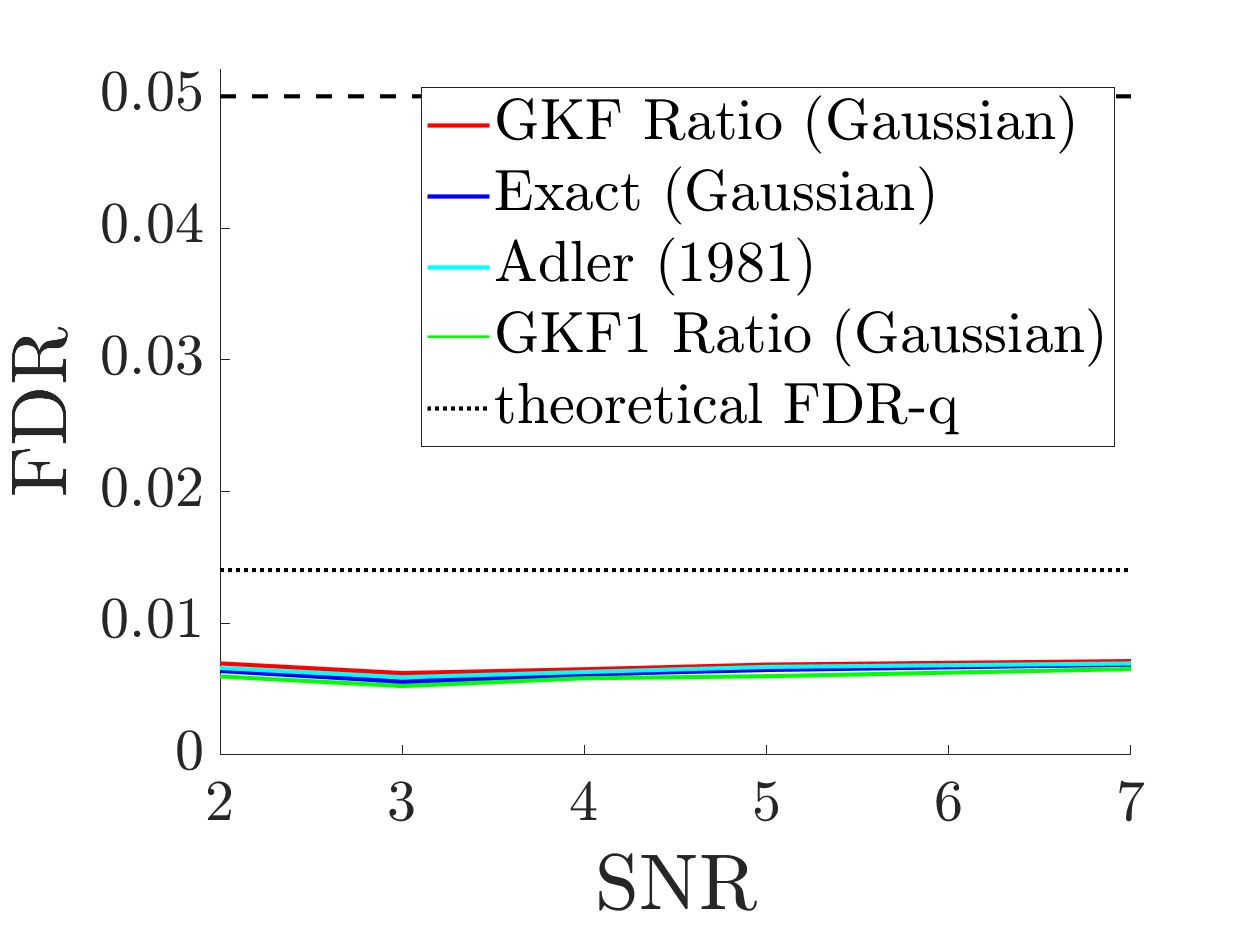 0.05
0.04
0.03
0.02
0.01
0
FDR
GKF Ratio (Gaussian)
Exact (Gaussian)
Adler (1981)
GKF1 Ratio (Gaussian)
theoretical FDR-q
2 3 4 5 6 7
SNR